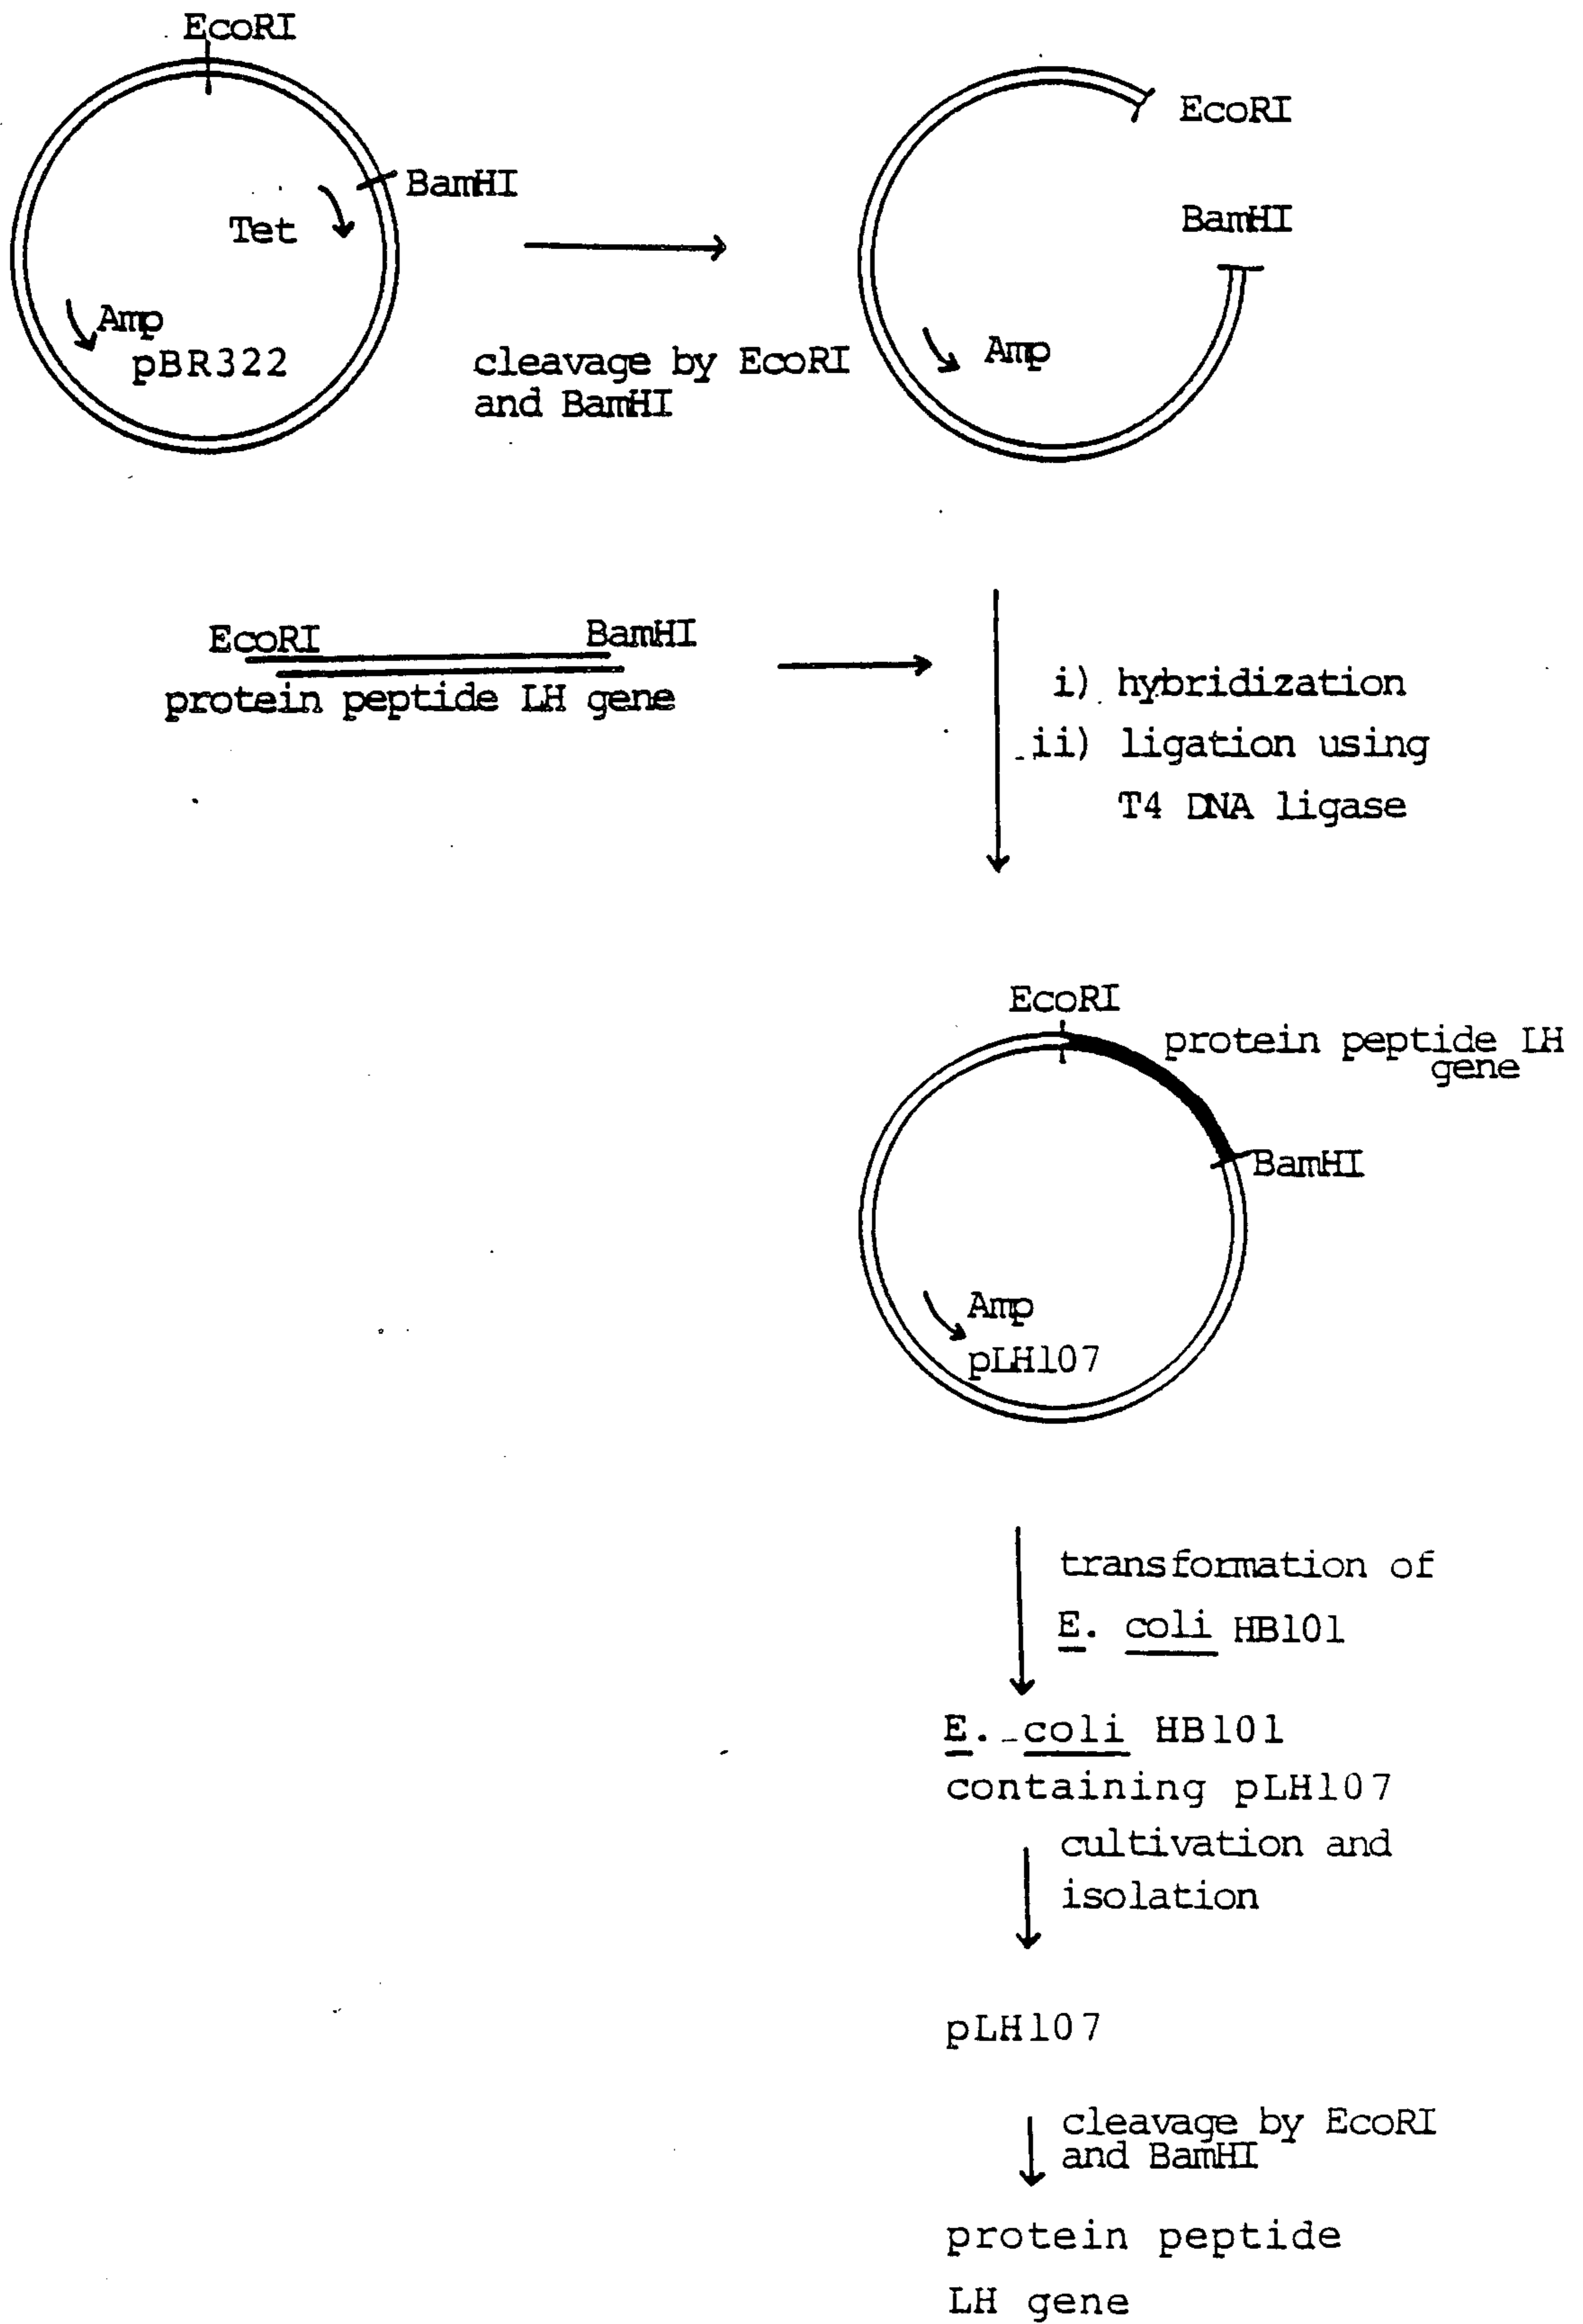 EcoRI
BamHI
Tet
Amp
pBR322
cleavage by EcoRI
and BamHI
EcoRI
BamHI
Amp
EcoRI
BamHI
protein peptide LH gene
i) hybridization
ii) ligation using
T4 DNA ligase
EcoRI
protein peptide LH
gene
BamHI
Amp
pLH107
transformation of
E. coli HB101
E. coli HB101
containing pLH107
cultivation and
isolation
pLH107
cleavage by EcoRI
and BamHI
protein peptide
LH gene